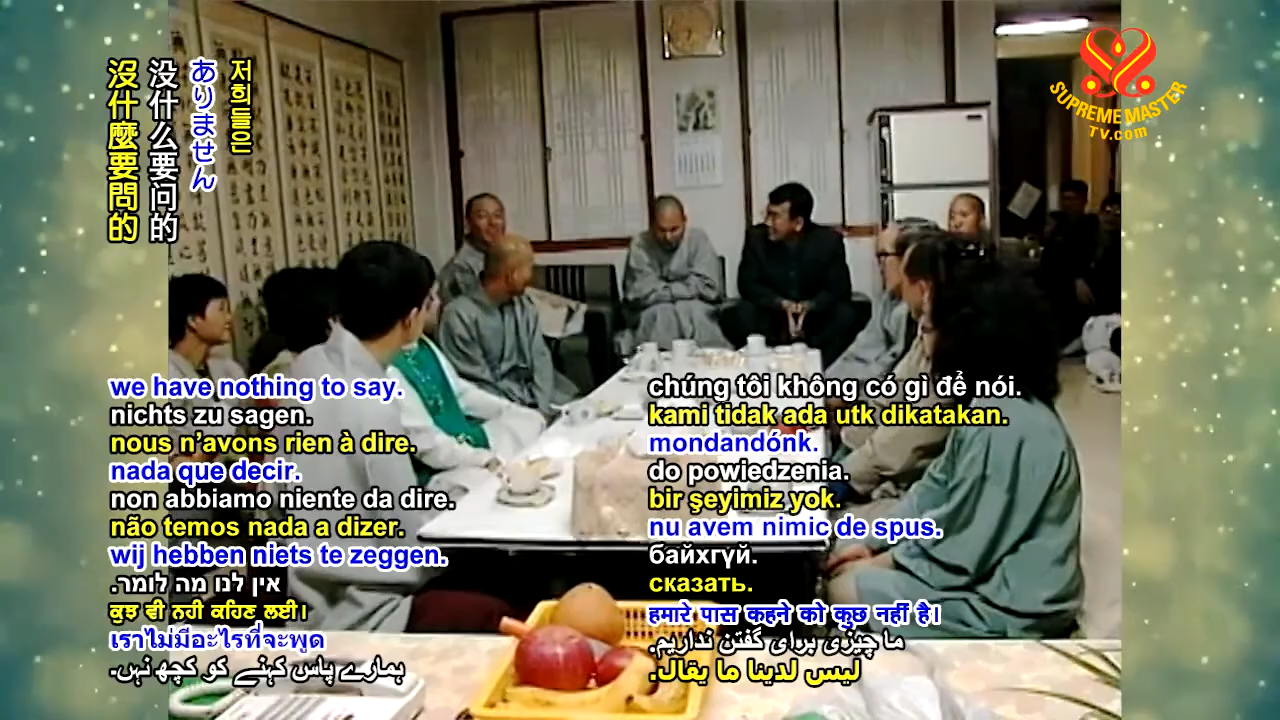 저희들은
ありません
没什么要问的
沒什麼要問的
SUPREME MASTER
TV.com
we have nothing to say.
nichts zu sagen.
nous n’avons rien à dire.
nada que decir.
non abbiamo niente da dire.
não temos nada a dizer.
wij hebben niets te zeggen.
אין לנו מה לומר.
ਕੁਝ ਵੀ ਨਹੀ ਕਹਿਣ ਲਈ।
เราไม่มีอะไรที่จะพูด
ہمارے پاس کہنے کو کچھ نہیں.
chúng tôi không có gì để nói.
kami tidak ada utk dikatakan.
mondandónk.
do powiedzenia.
bir şeyimiz yok.
nu avem nimic de spus.
байхгүй.
сказать.
हमारे पास कहने को कुछ नहीं है।
ما چیزی برای گفتن نداریم.
ليس لدينا ما يقال.